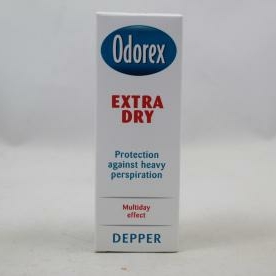 Odorex
EXTRA
DRY
Protection
against heavy
perspiration
Multiday
effect
DEPPER